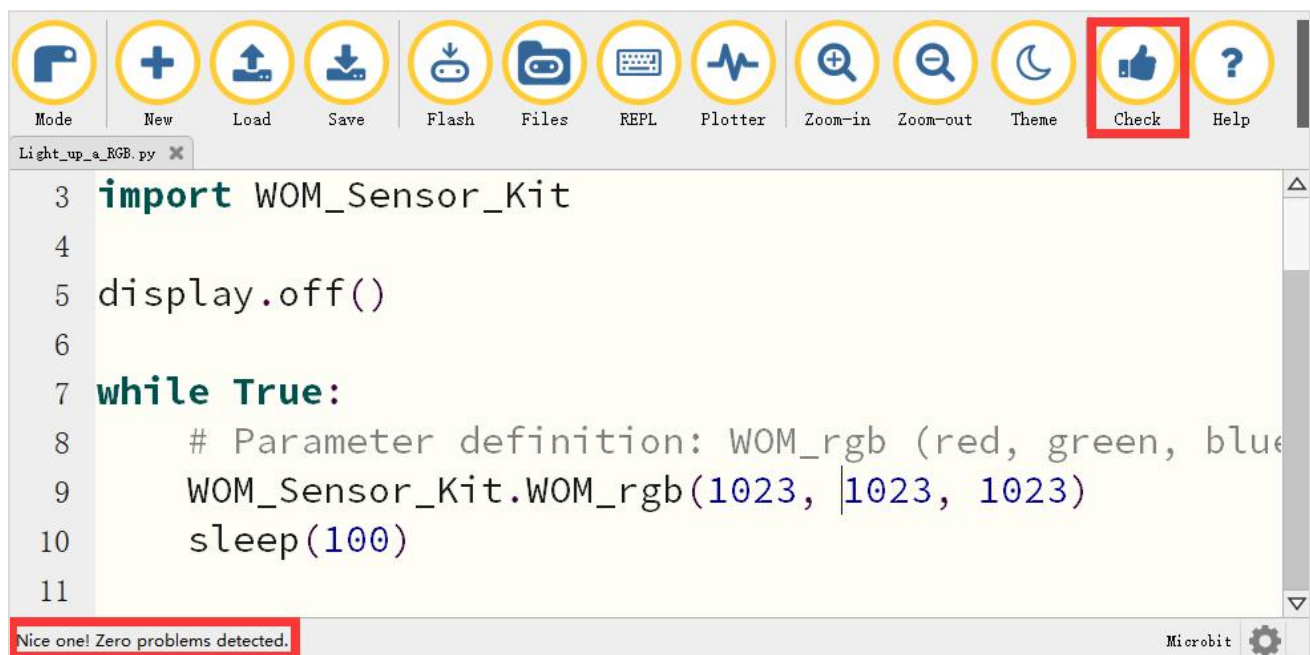 Mode New Load Save Flash Files REPL Plotter Zoom-in Zoom-out Theme Check Help
Light_up_a_RGB.py
3 import WOM_Sensor_Kit
4
5 display.off()
6
7 while True:
8 # Parameter definition: WOM_rgb (red, green, blue
9 WOM_Sensor_Kit.WOM_rgb(1023, 1023, 1023)
10 sleep(100)
11
Nice one! Zero problems detected. Microbit